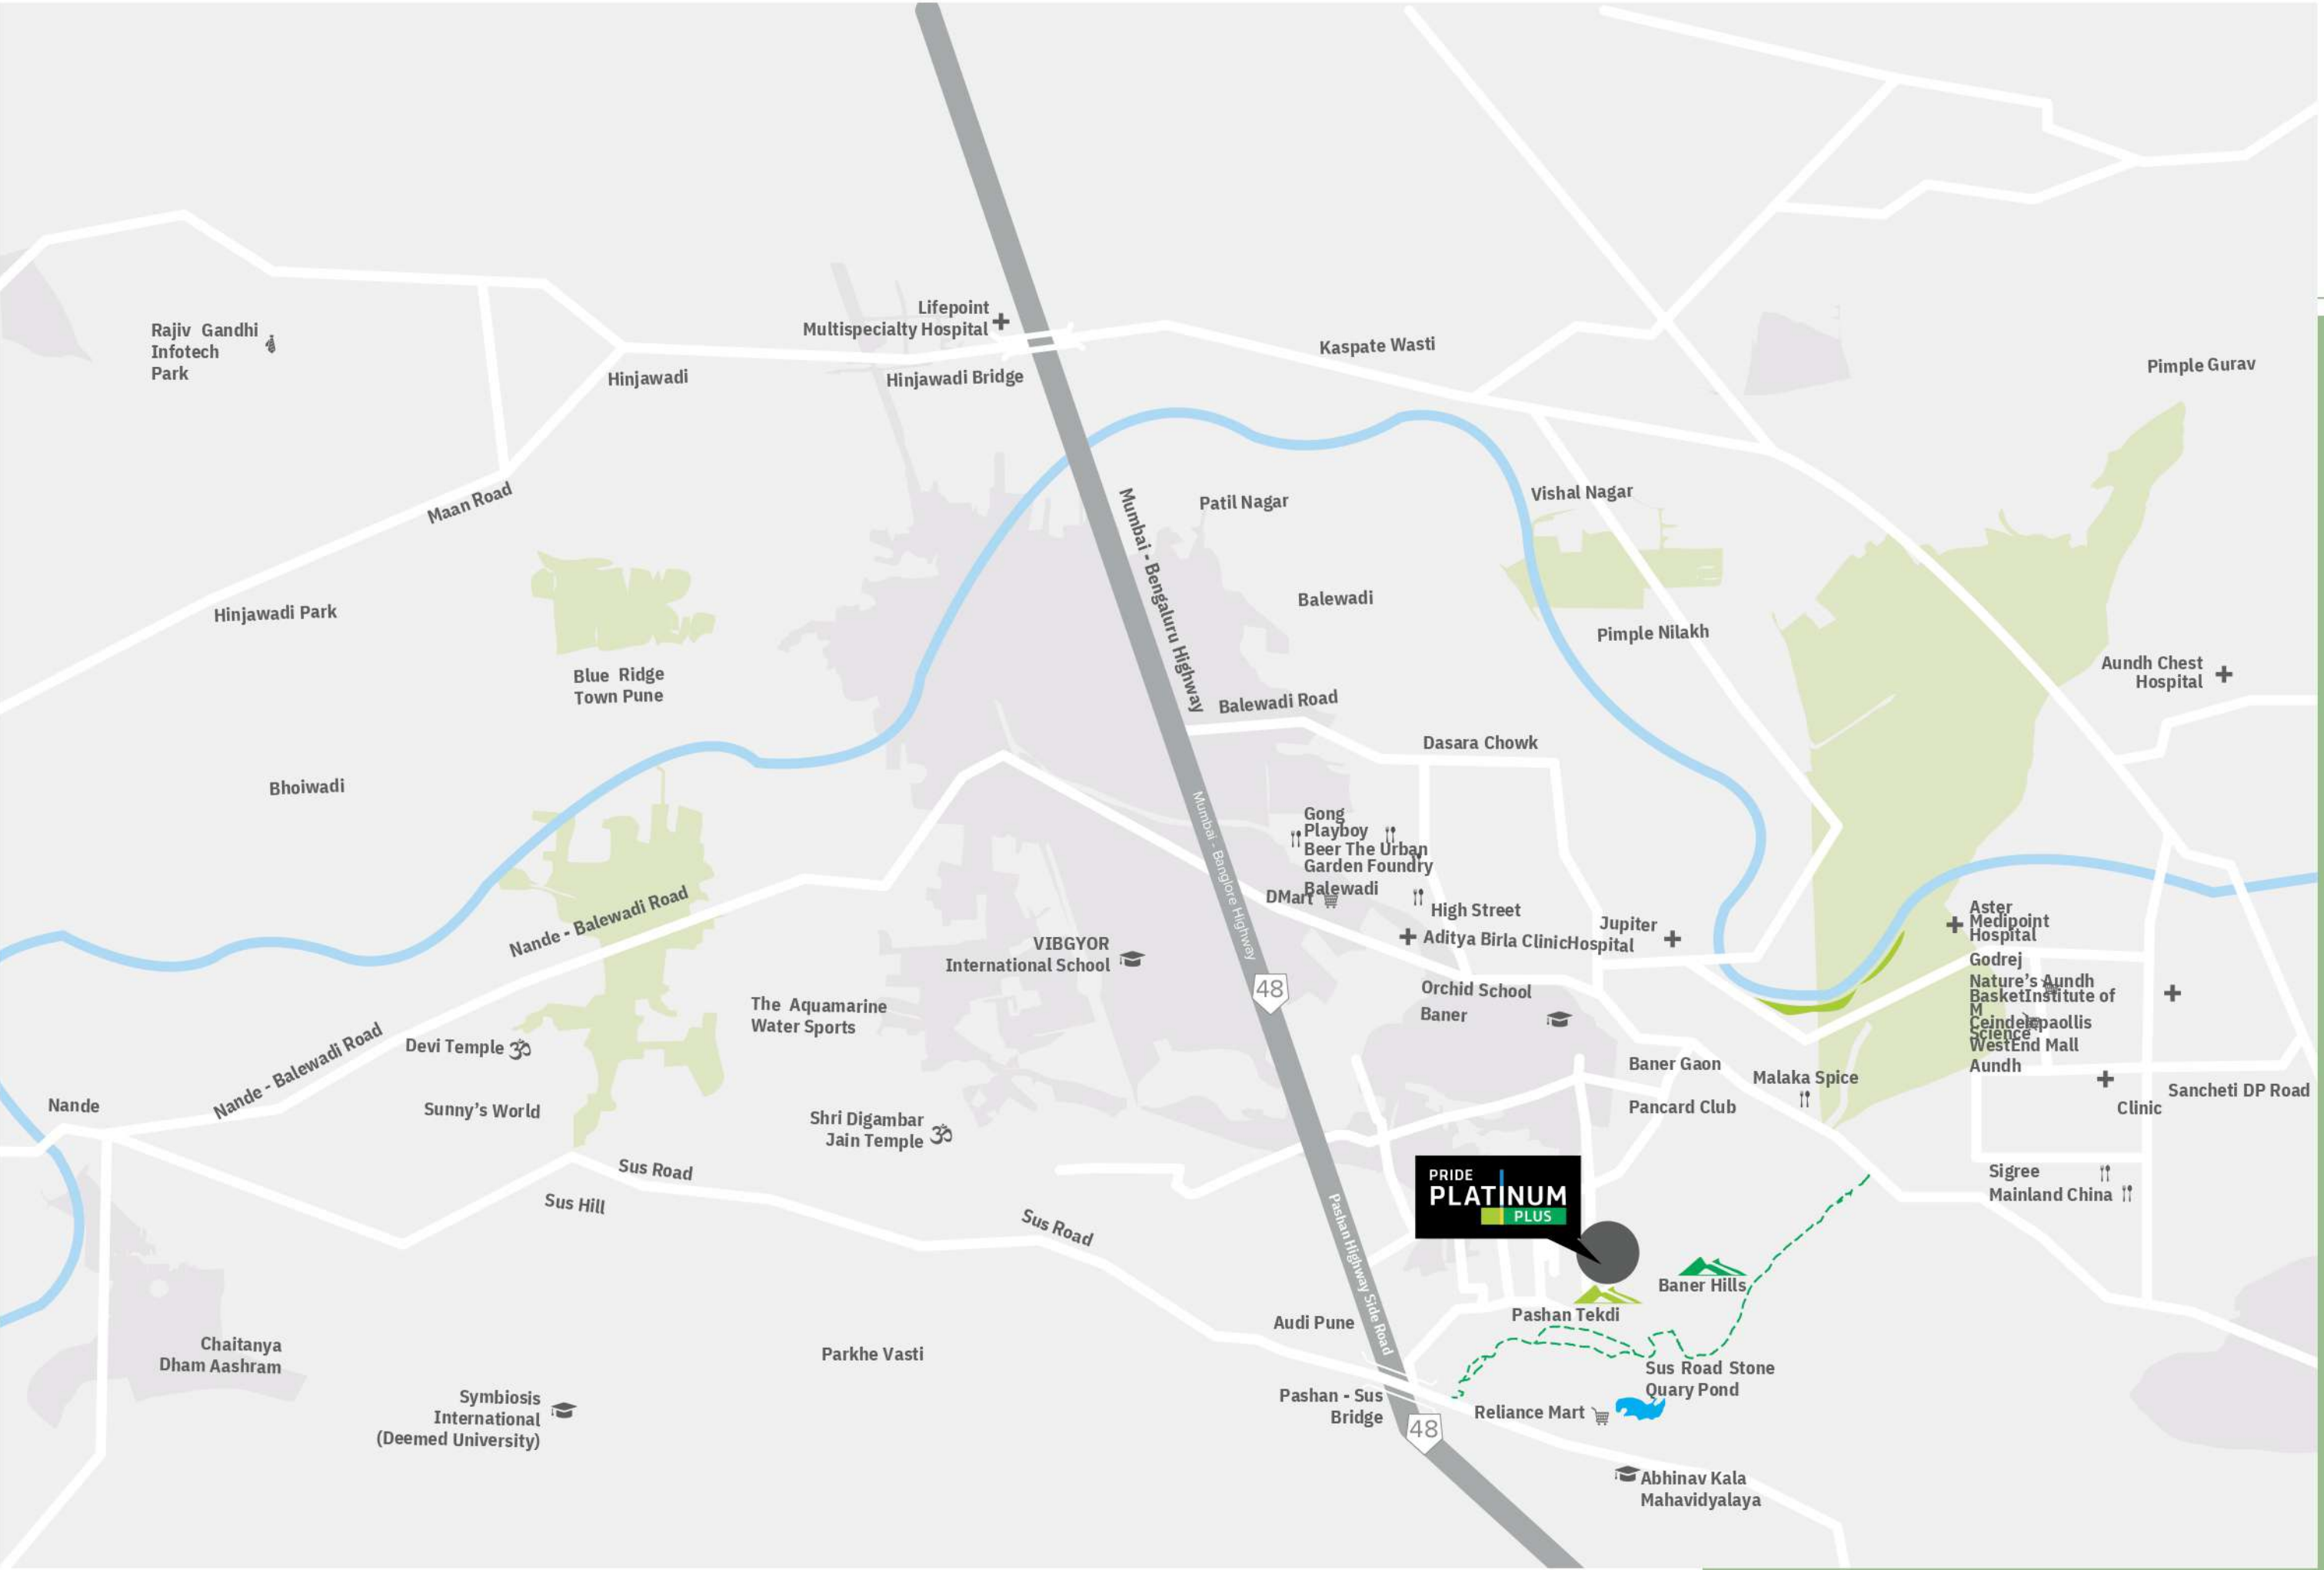 Lifepoint
Multispecialty Hospital
Rajiv Gandhi
Infotech
Park
Hinjawadi
Hinjawadi Bridge
Kaspate Wasti
Pimple Gurav
Maan Road
Mumbai - Bengaluru Highway
Patil Nagar
Vishal Nagar
Hinjawadi Park
Balewadi
Pimple Nilakh
Blue Ridge
Town Pune
Aundh Chest
Hospital
Balewadi Road
Dasara Chowk
Bhoiwadi
Mumbai - Banglore Highway
Gong
Playboy
Beer The Urban
Garden Foundry
Balewadi
DMart
High Street
Nande - Balewadi Road
Jupiter
Aditya Birla ClinicHospital
Aster
Medipoint
Hospital
VIBGYOR
International School
Godrej
Nature's Aundh
BasketInstitute of
M
Science
WestEnd Mall
Aundh
48
Orchid School
Baner
The Aquamarine
Water Sports
Devi Temple
Nande - Balewadi Road
Baner Gaon
Malaka Spice
Sancheti DP Road
Clinic
Nande
Sunny's World
Pancard Club
Shri Digambar
Jain Temple
Sus Road
Sus Hill
Sus Road
PRIDE
PLATINUM
PLUS
Sigree
Mainland China
Pashan Highway Side Road
Baner Hills
Pashan Tekdi
Audi Pune
Chaitanya
Dham Aashram
Parkhe Vasti
Sus Road Stone
Quary Pond
Symbiosis
International
(Deemed University)
Pashan - Sus
Bridge
Reliance Mart
48
Abhinav Kala
Mahavidyalaya